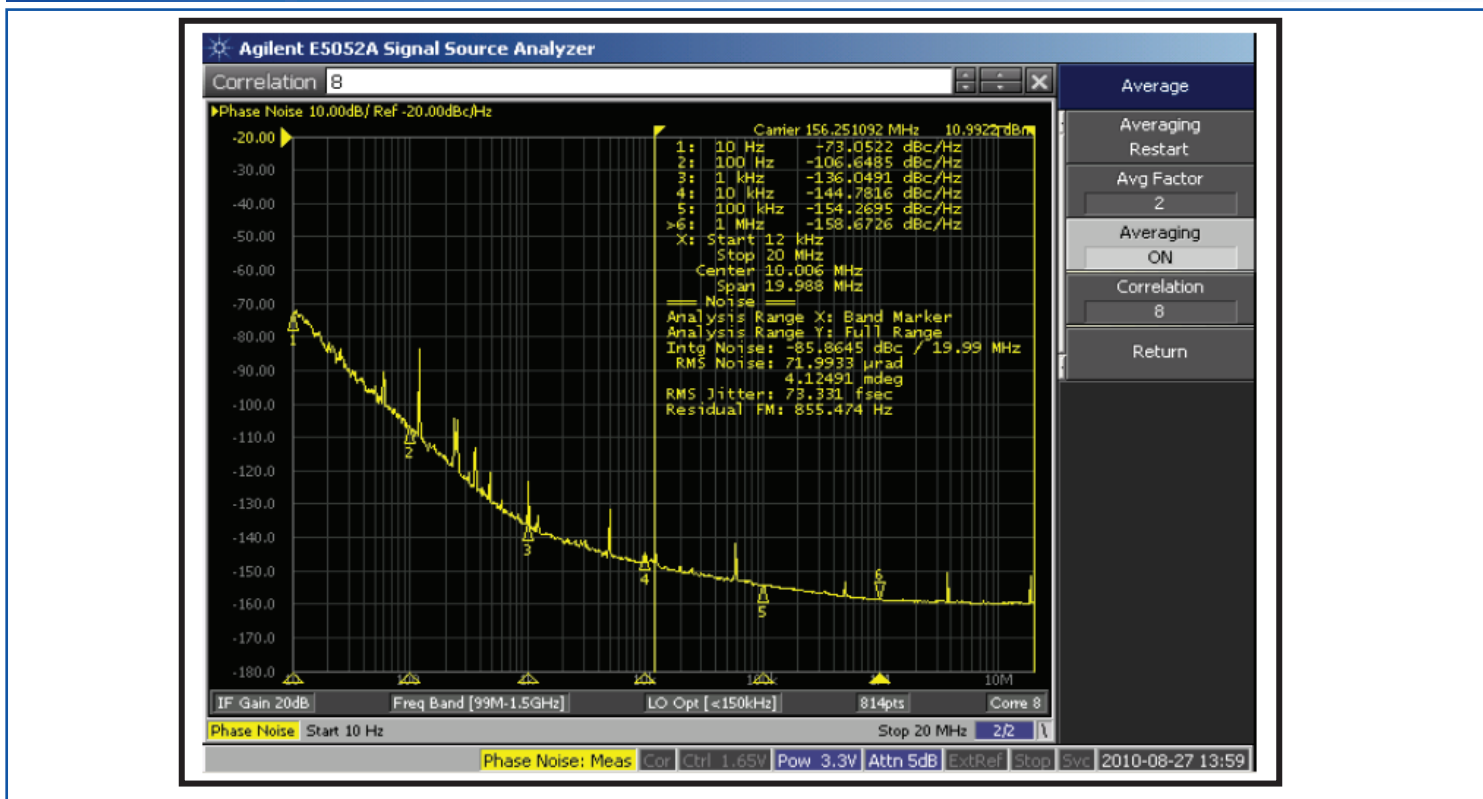 Agilent E5052A Signal Source Analyzer
Correlation 8
Phase Noise 10.00dB/ Ref -20.00dBc/Hz
Carrier 156.251092 MHz 10.9922 dBm
1: 10 Hz -73.0522 dBc/Hz
2: 100 Hz -106.6485 dBc/Hz
3: 1 kHz -136.0491 dBc/Hz
4: 10 kHz -144.7816 dBc/Hz
5: 100 kHz -154.2695 dBc/Hz
>6: 1 MHz -158.6726 dBc/Hz
X: Start 12 kHz
Stop 20 MHz
Center 10.006 MHz
Span 19.988 MHz
=== Noise ===
Analysis Range X: Band Marker
Analysis Range Y: Full Range
Intg Noise: -85.8645 dBc / 19.99 MHz
RMS Noise: 71.9933 µrad
4.12491 mdeg
RMS Jitter: 73.331 fsec
Residual FM: 855.474 Hz
-20.00
-30.00
-40.00
-50.00
-60.00
-70.00
-80.00
-90.00
-100.0
-110.0
-120.0
-130.0
-140.0
-150.0
-160.0
-170.0
-180.0
1
2
3
4
5
6
10M
IF Gain 20dB Freq Band [99M-1.5GHz] LO Opt [<150kHz] 814pts Corre 8
Phase Noise Start 10 Hz Stop 20 MHz 2/2
Phase Noise: Meas Cor Ctrl 1.65V Pow 3.3V Attn 5dB ExtRef Stop Svc 2010-08-27 13:59
Average
Averaging
Restart
Avg Factor
2
Averaging
ON
Correlation
8
Return